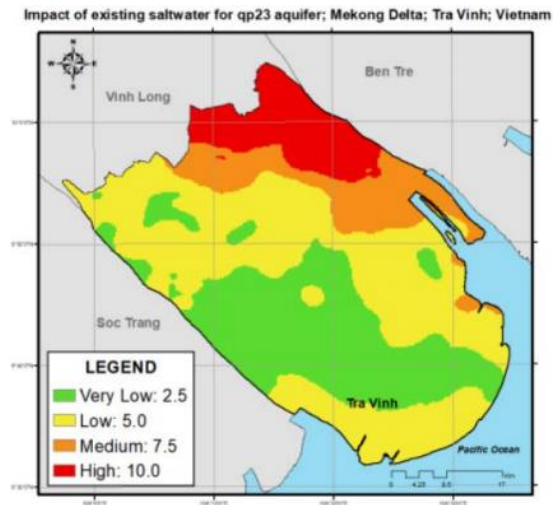 Impact of existing saltwater for qp23 aquifer; Mekong Delta; Tra Vinh; Vietnam
N
W E
S
Ben Tre
Vinh Long
Soc Trang
LEGEND
Very Low: 2.5
Low: 5.0
Medium: 7.5
High: 10.0
Tra Vinh
Pacific Ocean